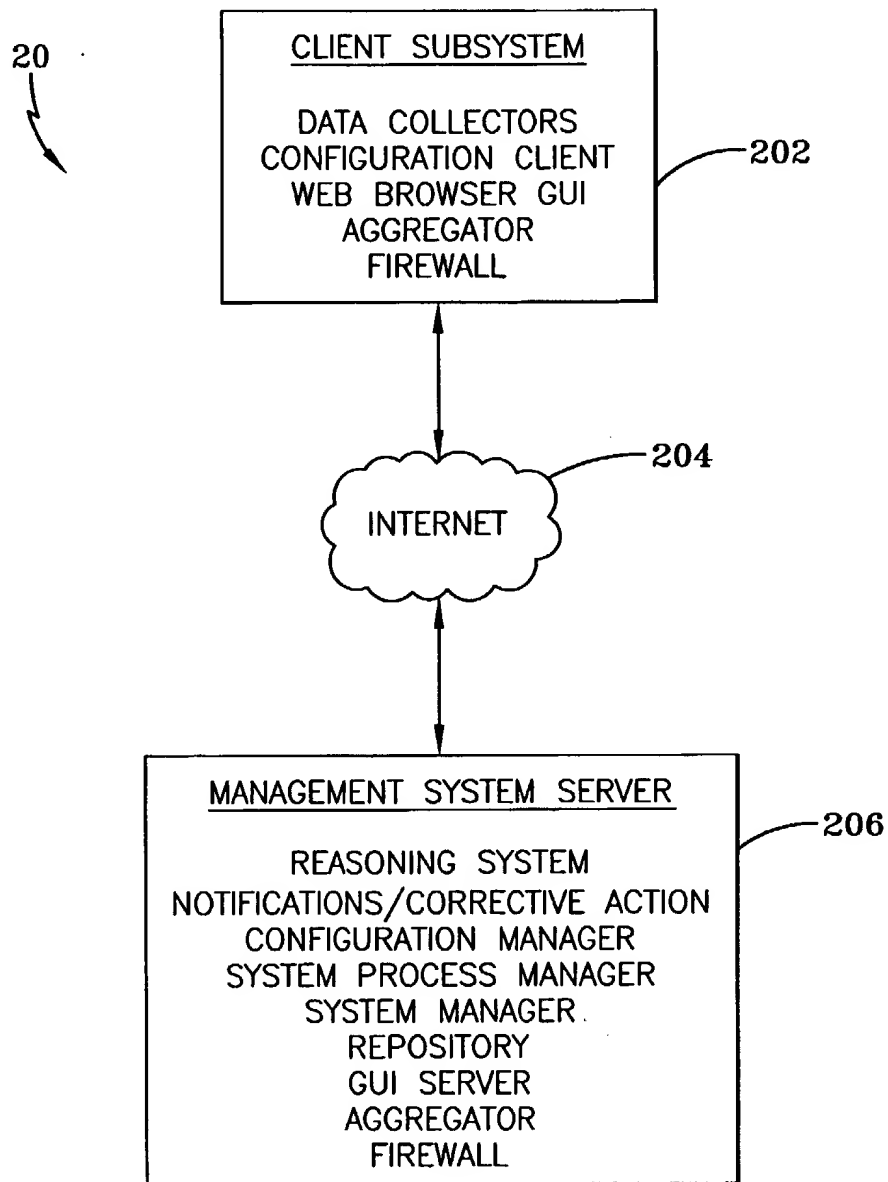 20
CLIENT SUBSYSTEM
DATA COLLECTORS
CONFIGURATION CLIENT
WEB BROWSER GUI
AGGREGATOR
FIREWALL
202
204
INTERNET
MANAGEMENT SYSTEM SERVER
206
REASONING SYSTEM
NOTIFICATIONS/CORRECTIVE ACTION
CONFIGURATION MANAGER
SYSTEM PROCESS MANAGER
SYSTEM MANAGER
REPOSITORY
GUI SERVER
AGGREGATOR
FIREWALL